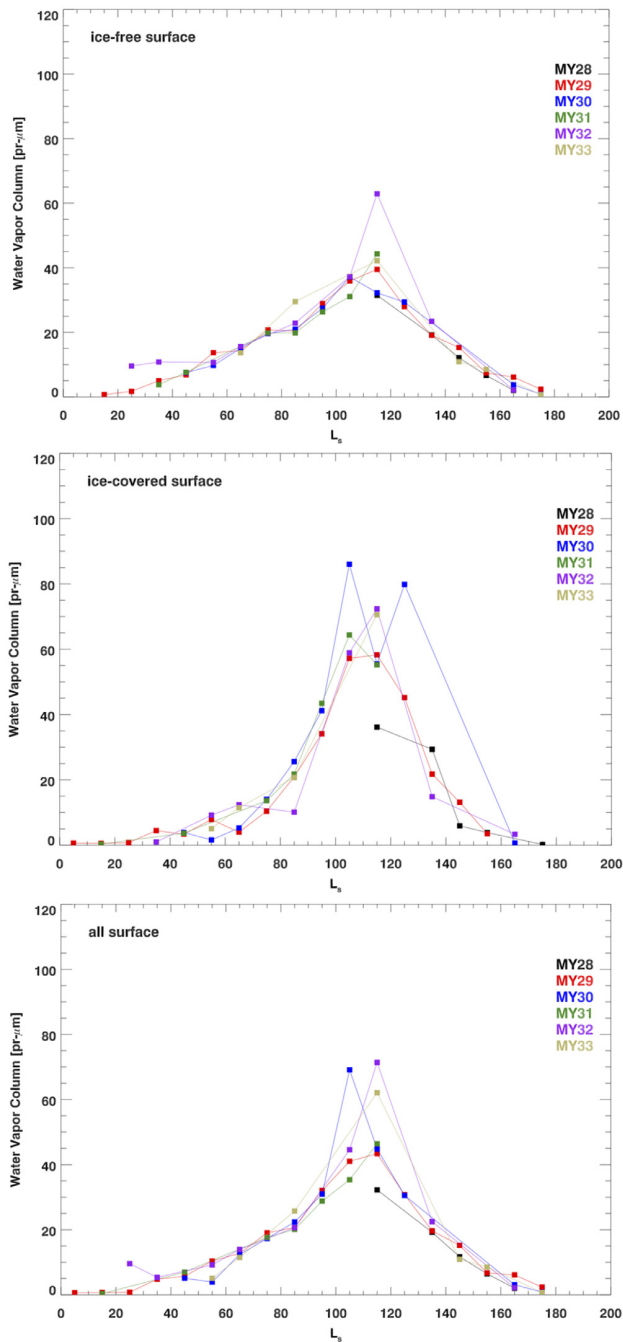 120
ice-free surface
100
MY28
MY29
MY30
MY31
MY32
MY33
80
60
40
20
0
Water Vapor Column [pr-μm]
0 20 40 60 80 100 120 140 160 180 200
Ls
120
ice-covered surface
100
MY28
MY29
MY30
MY31
MY32
MY33
80
60
40
20
0
Water Vapor Column [pr-μm]
0 20 40 60 80 100 120 140 160 180 200
Ls
120
all surface
100
MY28
MY29
MY30
MY31
MY32
MY33
80
60
40
20
0
Water Vapor Column [pr-μm]
0 20 40 60 80 100 120 140 160 180 200
Ls